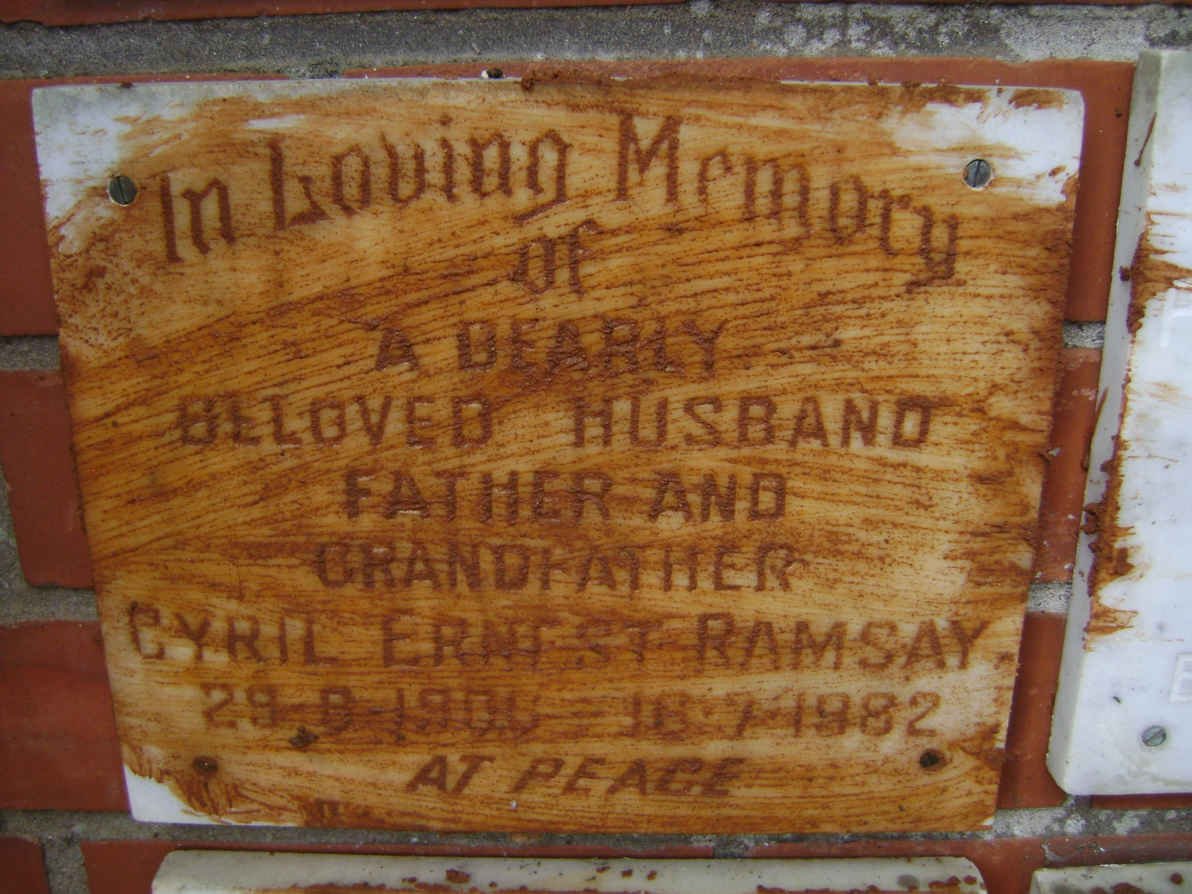 In Loving Memory
of
A DEARLY
BELOVED HUSBAND
FATHER AND
GRANDFATHER
CYRIL ERNEST RAMSAY
16·7·1982
AT PEACE